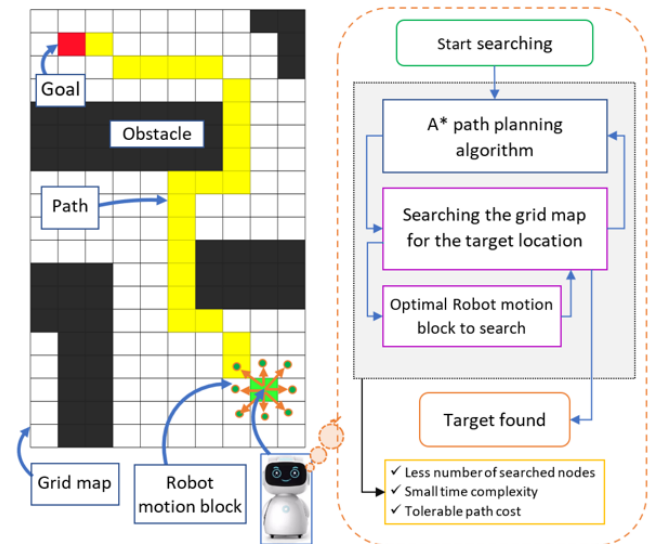 Goal
Obstacle
Path
Grid map
Robot
motion block
Start searching
A* path planning
algorithm
Searching the grid map
for the target location
Optimal Robot motion
block to search
Target found
✓ Less number of searched nodes
✓ Small time complexity
✓ Tolerable path cost